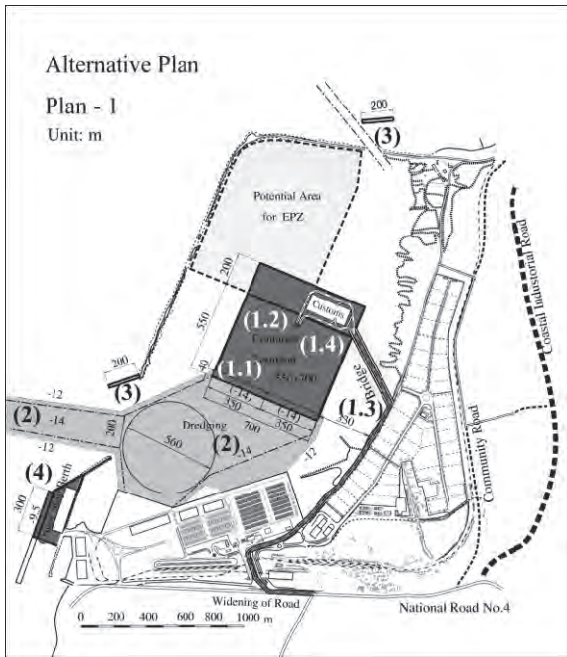 Alternative Plan
Plan - 1
Unit: m
200
(3)
Potential Area
for EPZ
200
Customs
(1.2)
(1.4)
550
(1.1)
40
Bridge
(1.3)
Coastal Industorial Road
Community Road
200
(3)
(-14)
(-14)
350
350
700
330
-12
(2)
-14
-12
200
Dredging
(2)
560
-14
-12
(4)
300
-9.5
Widening of Road
National Road No.4
0 200 400 600 800 1000 m